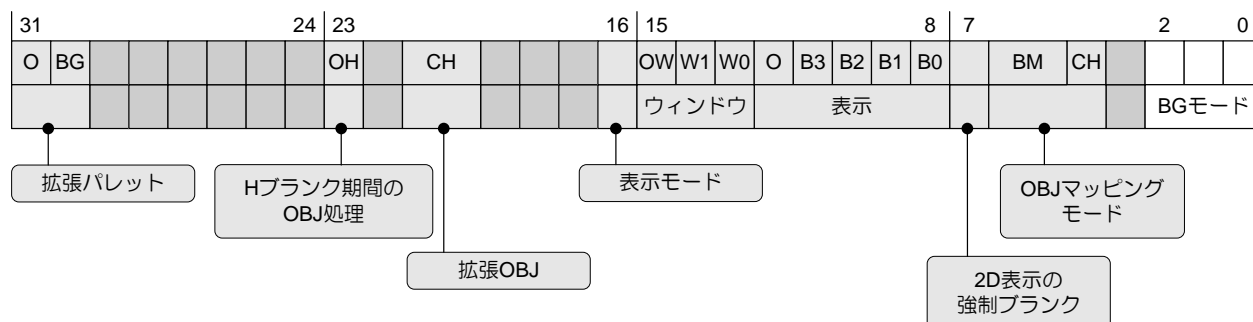 31 24 23 16 15 8 7 2 0
O BG OH CH OW W1 W0 O B3 B2 B1 B0 BM CH
ウィンドウ 表示 BGモード
拡張パレット
Hブランク期間の
OBJ処理
拡張OBJ
表示モード
2D表示の
強制ブランク
OBJマッピング
モード